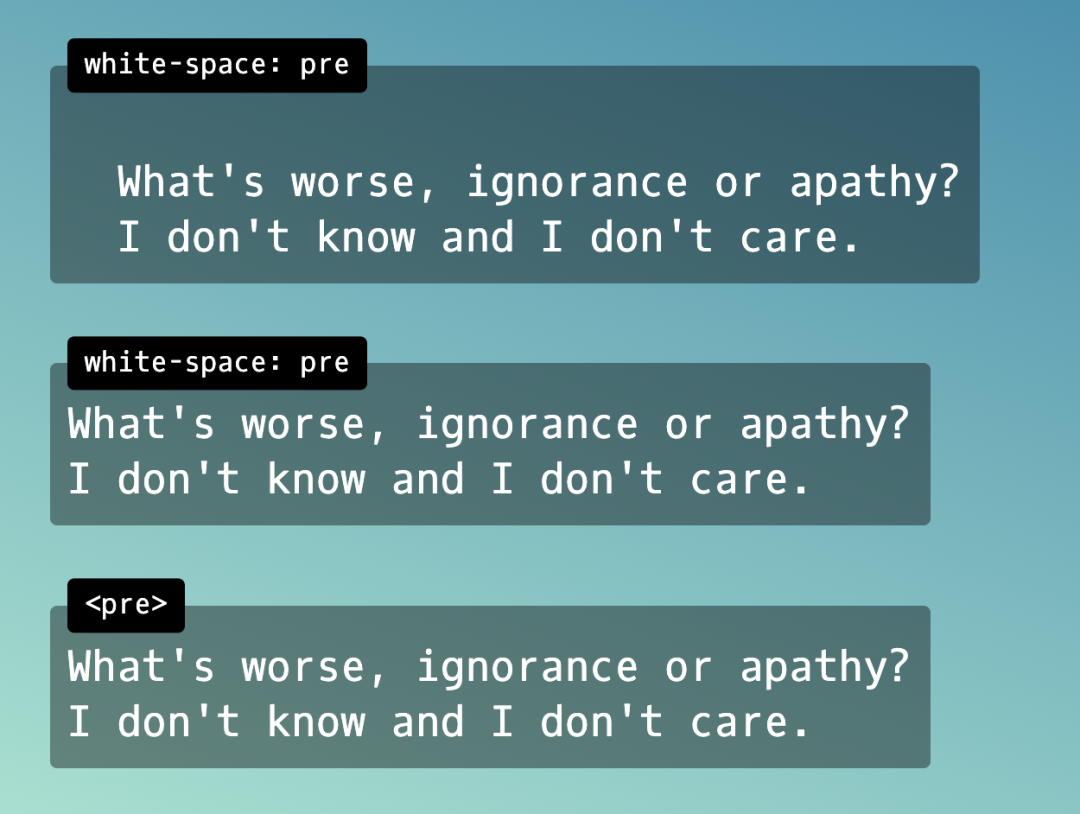 white-space: pre
What's worse, ignorance or apathy?
I don't know and I don't care.
white-space: pre
What's worse, ignorance or apathy?
I don't know and I don't care.
<pre>
What's worse, ignorance or apathy?
I don't know and I don't care.